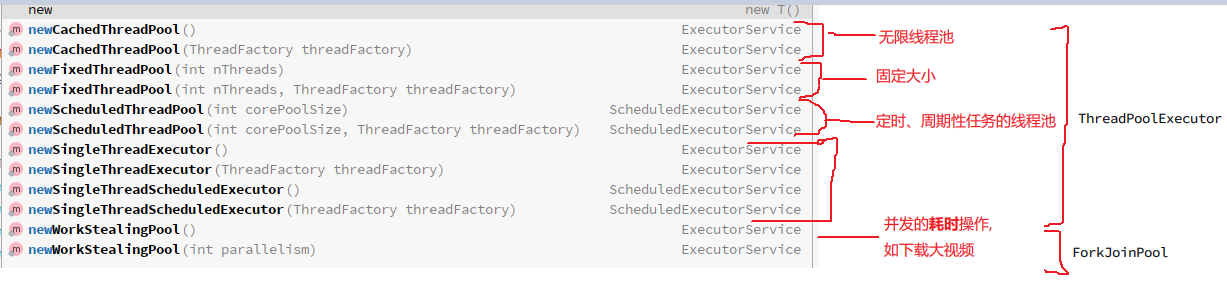 new new T()
newCachedThreadPool() ExecutorService
newCachedThreadPool(ThreadFactory threadFactory) ExecutorService
newFixedThreadPool(int nThreads) ExecutorService
newFixedThreadPool(int nThreads, ThreadFactory threadFactory) ExecutorService
newScheduledThreadPool(int corePoolSize) ScheduledExecutorService
newScheduledThreadPool(int corePoolSize, ThreadFactory threadFactory) ScheduledExecutorService
newSingleThreadExecutor() ExecutorService
newSingleThreadExecutor(ThreadFactory threadFactory) ExecutorService
newSingleThreadScheduledExecutor() ScheduledExecutorService
newSingleThreadScheduledExecutor(ThreadFactory threadFactory) ScheduledExecutorService
newWorkStealingPool() ExecutorService
newWorkStealingPool(int parallelism) ExecutorService
无限线程池
固定大小
定时、周期性任务的线程池
并发的耗时操作,
如下载大视频
ThreadPoolExecutor
ForkJoinPool